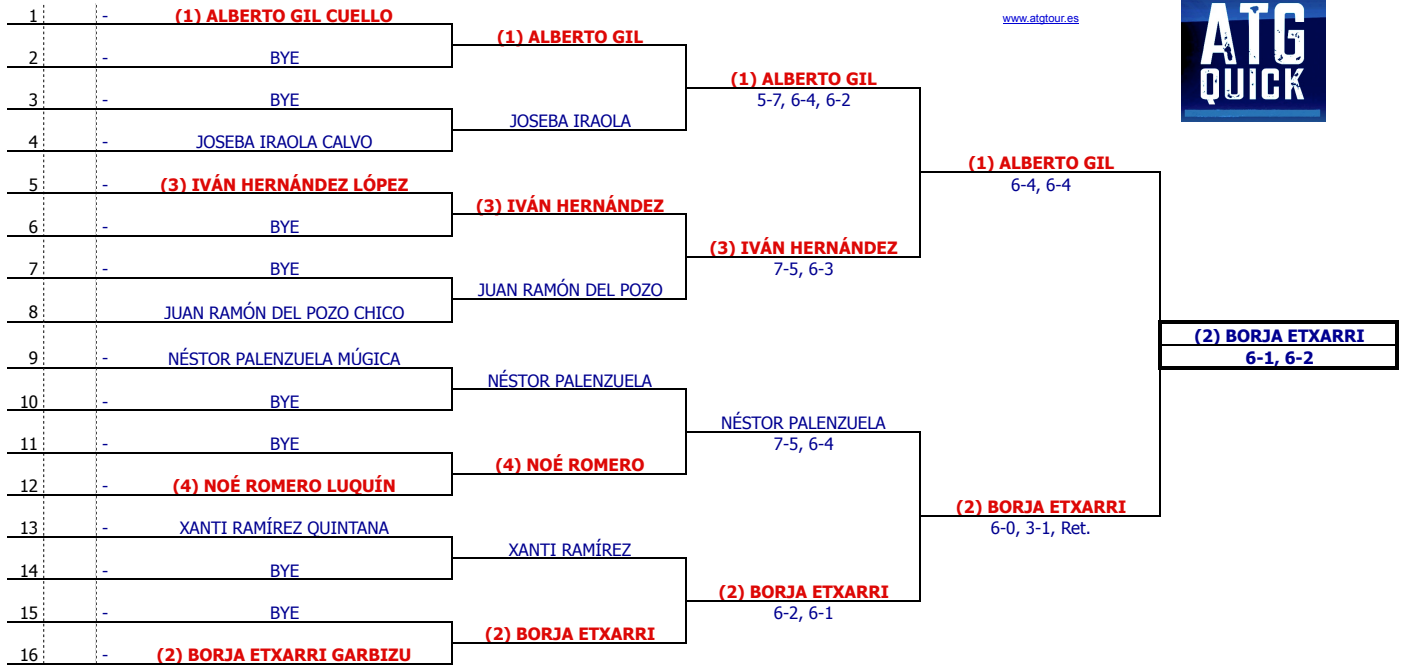 1 - (1) ALBERTO GIL CUELLO
2 - BYE
3 - BYE
4 - JOSEBA IRAOLA CALVO
5 - (3) IVÁN HERNÁNDEZ LÓPEZ
6 - BYE
7 - BYE
8 JUAN RAMÓN DEL POZO CHICO
9 - NÉSTOR PALENZUELA MÚGICA
10 - BYE
11 - BYE
12 - (4) NOÉ ROMERO LUQUÍN
13 - XANTI RAMÍREZ QUINTANA
14 - BYE
15 - BYE
16 - (2) BORJA ETXARRI GARBIZU
(1) ALBERTO GIL
JOSEBA IRAOLA
(3) IVÁN HERNÁNDEZ
JUAN RAMÓN DEL POZO
NÉSTOR PALENZUELA
(4) NOÉ ROMERO
XANTI RAMÍREZ
(2) BORJA ETXARRI
(1) ALBERTO GIL
5-7, 6-4, 6-2
(3) IVÁN HERNÁNDEZ
7-5, 6-3
NÉSTOR PALENZUELA
7-5, 6-4
(2) BORJA ETXARRI
6-2, 6-1
www.atgtour.es
(1) ALBERTO GIL
6-4, 6-4
(2) BORJA ETXARRI
6-0, 3-1, Ret.
ATG
QUICK
(2) BORJA ETXARRI
6-1, 6-2